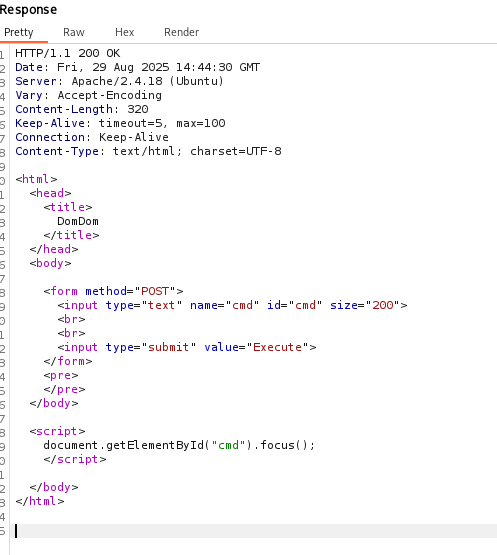 Response
Pretty Raw Hex Render
1 HTTP/1.1 200 OK
2 Date: Fri, 29 Aug 2025 14:44:30 GMT
3 Server: Apache/2.4.18 (Ubuntu)
4 Vary: Accept-Encoding
5 Content-Length: 320
6 Keep-Alive: timeout=5, max=100
7 Connection: Keep-Alive
8 Content-Type: text/html; charset=UTF-8
9
0 <html>
1 <head>
2 <title>
3 DomDom
4 </title>
5 </head>
6 <body>
7
8 <form method="POST">
9 <input type="text" name="cmd" id="cmd" size="200">
0 <br>
1 <br>
2 <input type="submit" value="Execute">
3 </form>
4 <pre>
5 </pre>
6 </body>
7
8 <script>
9 document.getElementById("cmd").focus();
0 </script>
1
2 </body>
3 </html>
4
5